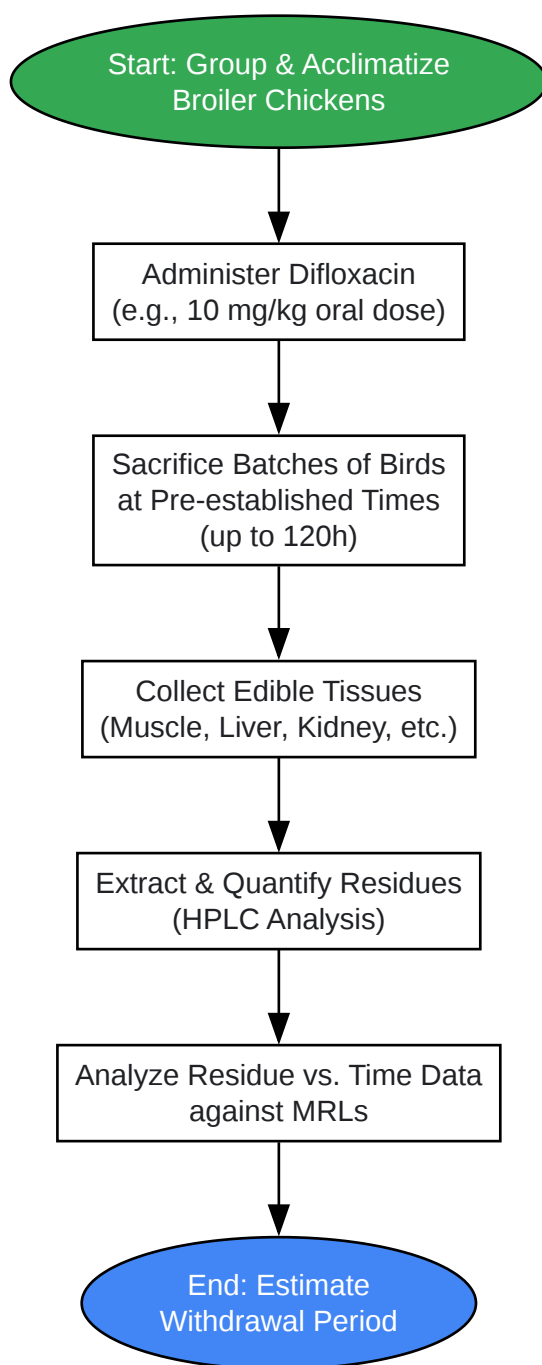 Start: Group & Acclimatize
Broiler Chickens
Administer Difloxacin
(e.g., 10 mg/kg oral dose)
Sacrifice Batches of Birds
at Pre-established Times
(up to 120h)
Collect Edible Tissues
(Muscle, Liver, Kidney, etc.)
Extract & Quantify Residues
(HPLC Analysis)
Analyze Residue vs. Time Data
against MRLs
End: Estimate
Withdrawal Period